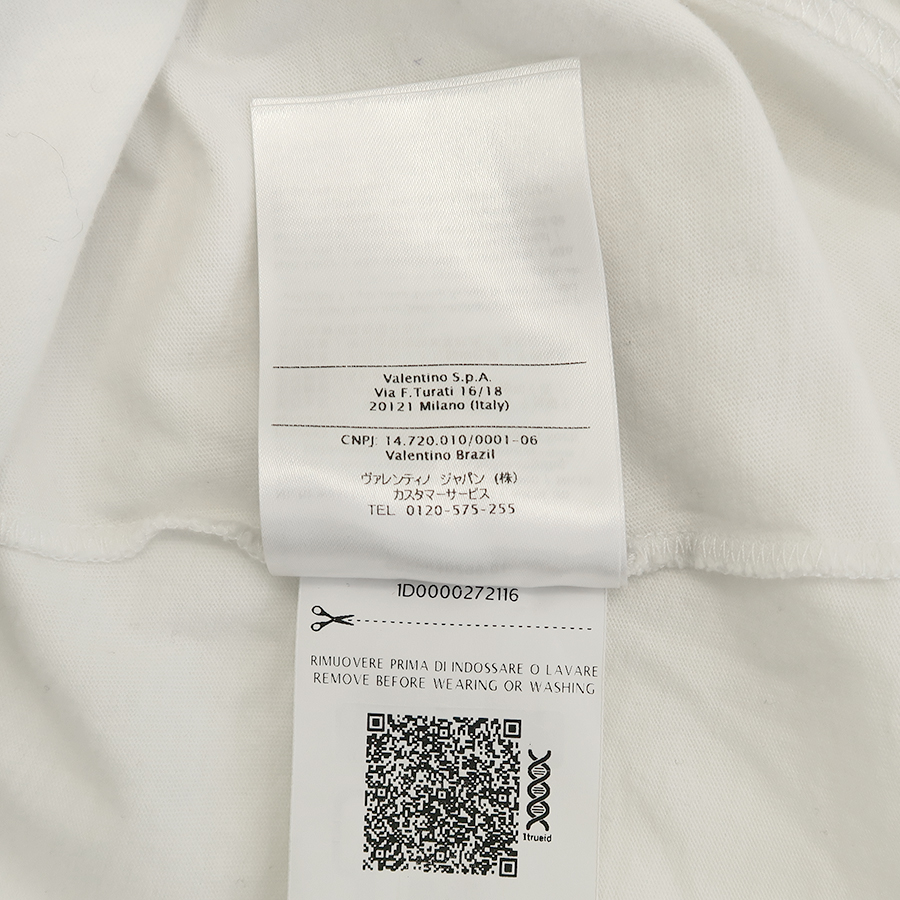 Valentino S.p.A.
Via F.Turati 16/18
20121 Milano (Italy)
CNPJ: 14.720.010/0001-06
Valentino Brazil
ヴァレンティノ ジャパン (株)
カスタマーサービス
TEL 0120-575-255
1D0000272116
RIMUOVERE PRIMA DI INDOSSARE O LAVARE
REMOVE BEFORE WEARING OR WASHING
1trueid